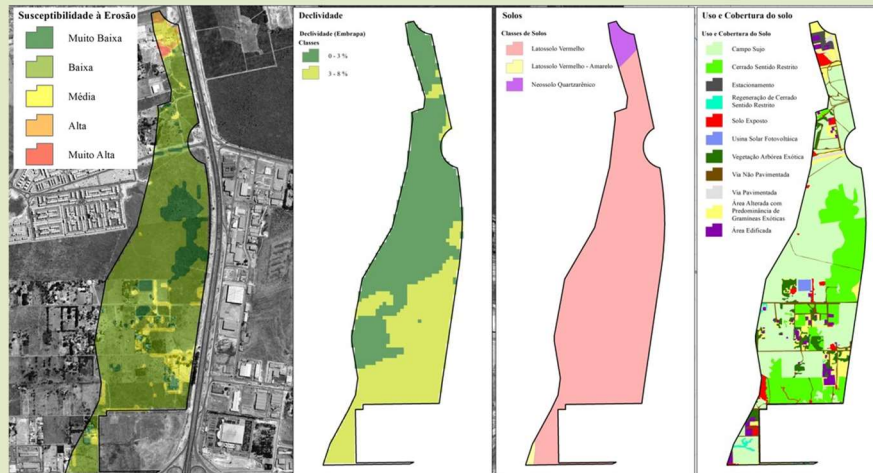 Susceptibilidade à Erosão
Muito Baixa
Baixa
Média
Alta
Muito Alta
Declividade
Declividade (Embrapa)
Classes
0 - 3 %
3 - 8 %
Solos
Classes de Solos
Latossolo Vermelho
Latossolo Vermelho - Amarelo
Neossolo Quartzarênico
Uso e Cobertura do solo
Uso e Cobertura do Solo
Campo Sujo
Cerrado Sentido Restrito
Estacionamento
Regeneração de Cerrado
Sentido Restrito
Solo Exposto
Usina Solar Fotovoltáica
Vegetação Arbórea Exótica
Via Não Pavimentada
Via Pavimentada
Área Alterada com
Predominância de
Gramíneas Exóticas
Área Edificada